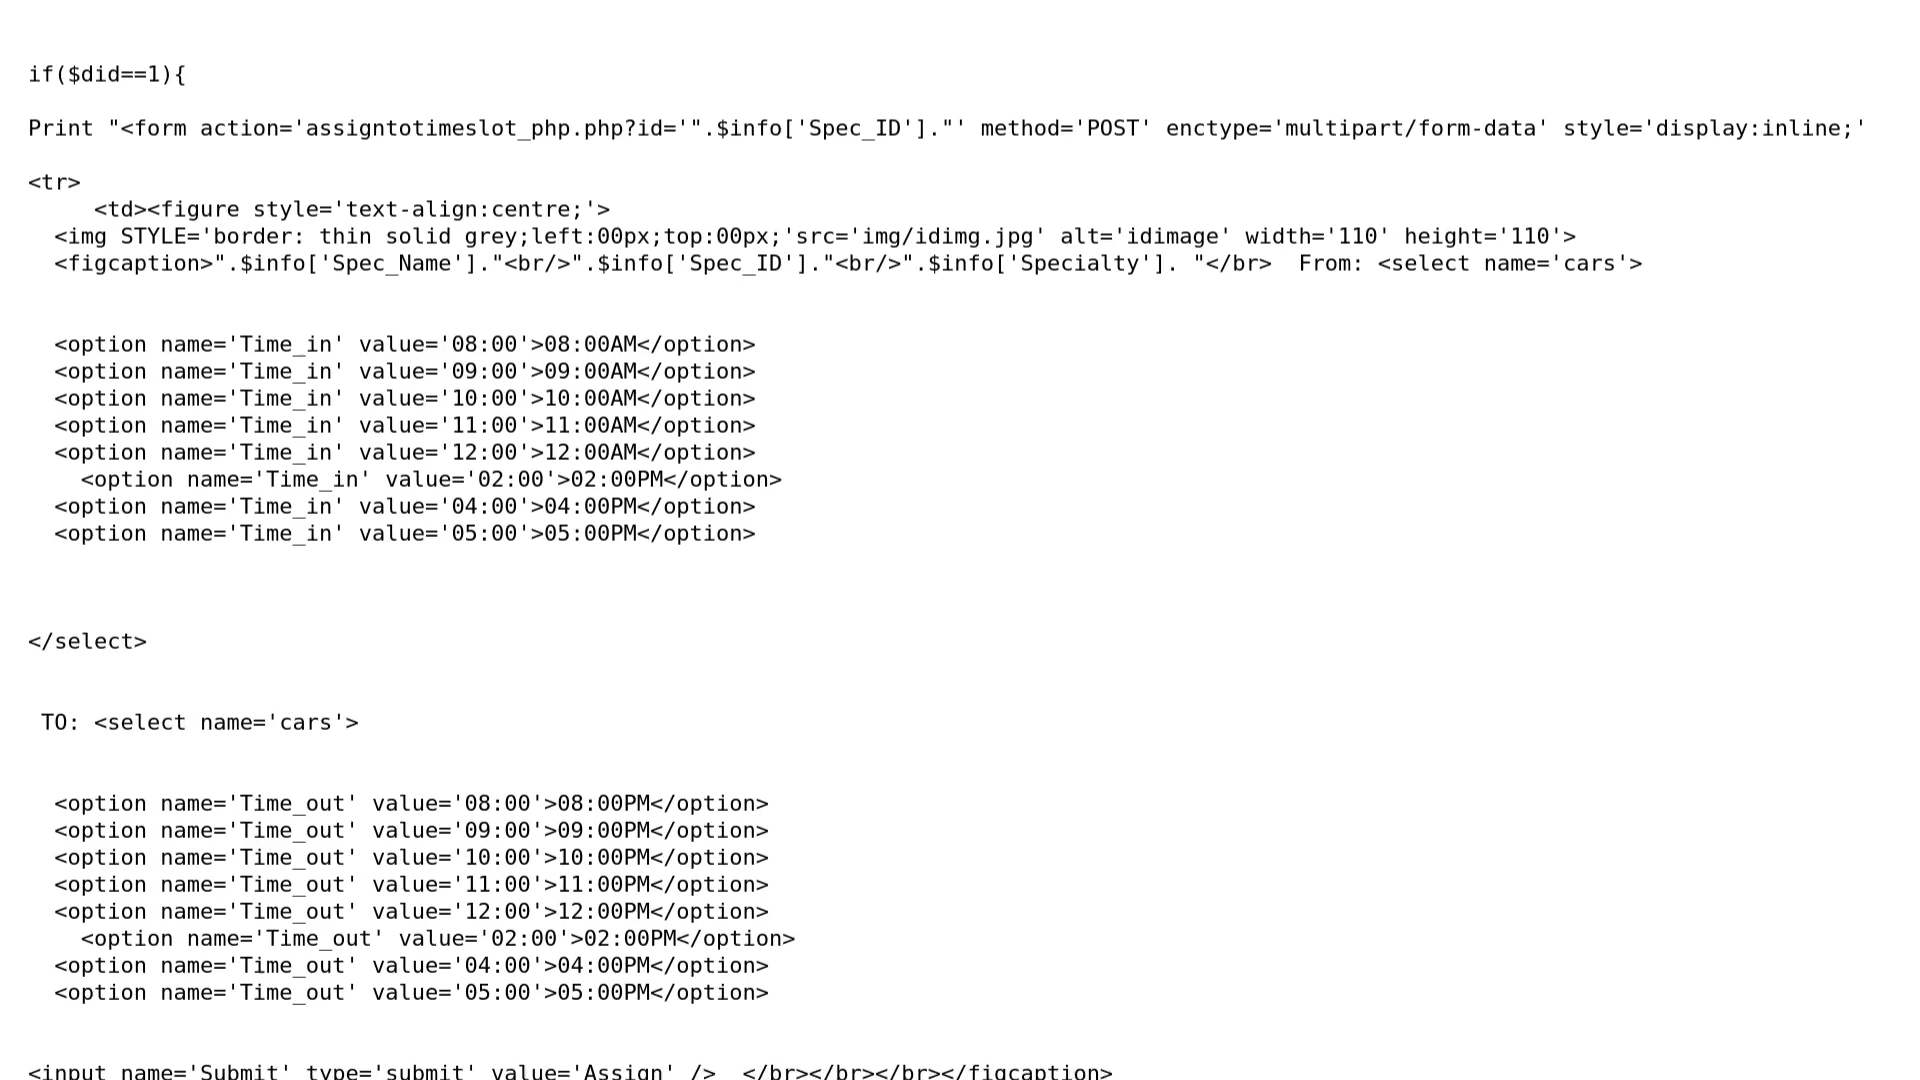 if($did==1){
Print "<form action='assigntotimeslot_php.php?id='".$info['Spec_ID']."' method='POST' enctype='multipart/form-data' style='display:inline;'
<tr>
<td><figure style='text-align:centre;'>
<img STYLE='border: thin solid grey;left:00px;top:00px;'src='img/idimg.jpg' alt='idimage' width='110' height='110'>
<figcaption>".$info['Spec_Name']."<br/>".$info['Spec_ID']."<br/>".$info['Specialty']. "</br>  From: <select name='cars'>
<option name='Time_in' value='08:00'>08:00AM</option>
<option name='Time_in' value='09:00'>09:00AM</option>
<option name='Time_in' value='10:00'>10:00AM</option>
<option name='Time_in' value='11:00'>11:00AM</option>
<option name='Time_in' value='12:00'>12:00AM</option>
<option name='Time_in' value='02:00'>02:00PM</option>
<option name='Time_in' value='04:00'>04:00PM</option>
<option name='Time_in' value='05:00'>05:00PM</option>
</select>
TO: <select name='cars'>
<option name='Time_out' value='08:00'>08:00PM</option>
<option name='Time_out' value='09:00'>09:00PM</option>
<option name='Time_out' value='10:00'>10:00PM</option>
<option name='Time_out' value='11:00'>11:00PM</option>
<option name='Time_out' value='12:00'>12:00PM</option>
<option name='Time_out' value='02:00'>02:00PM</option>
<option name='Time_out' value='04:00'>04:00PM</option>
<option name='Time_out' value='05:00'>05:00PM</option>
<input name='Submit' type='submit' value='Assign' />  </br></br></br></figcaption>